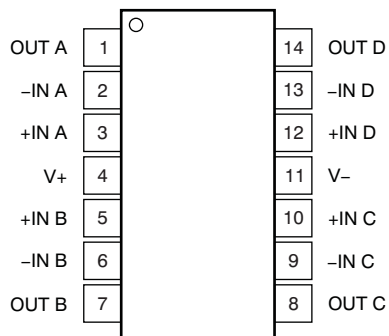 OUT A 1 14 OUT D
−IN A 2 13 −IN D
+IN A 3 12 +IN D
V+ 4 11 V−
+IN B 5 10 +IN C
−IN B 6 9 −IN C
OUT B 7 8 OUT C